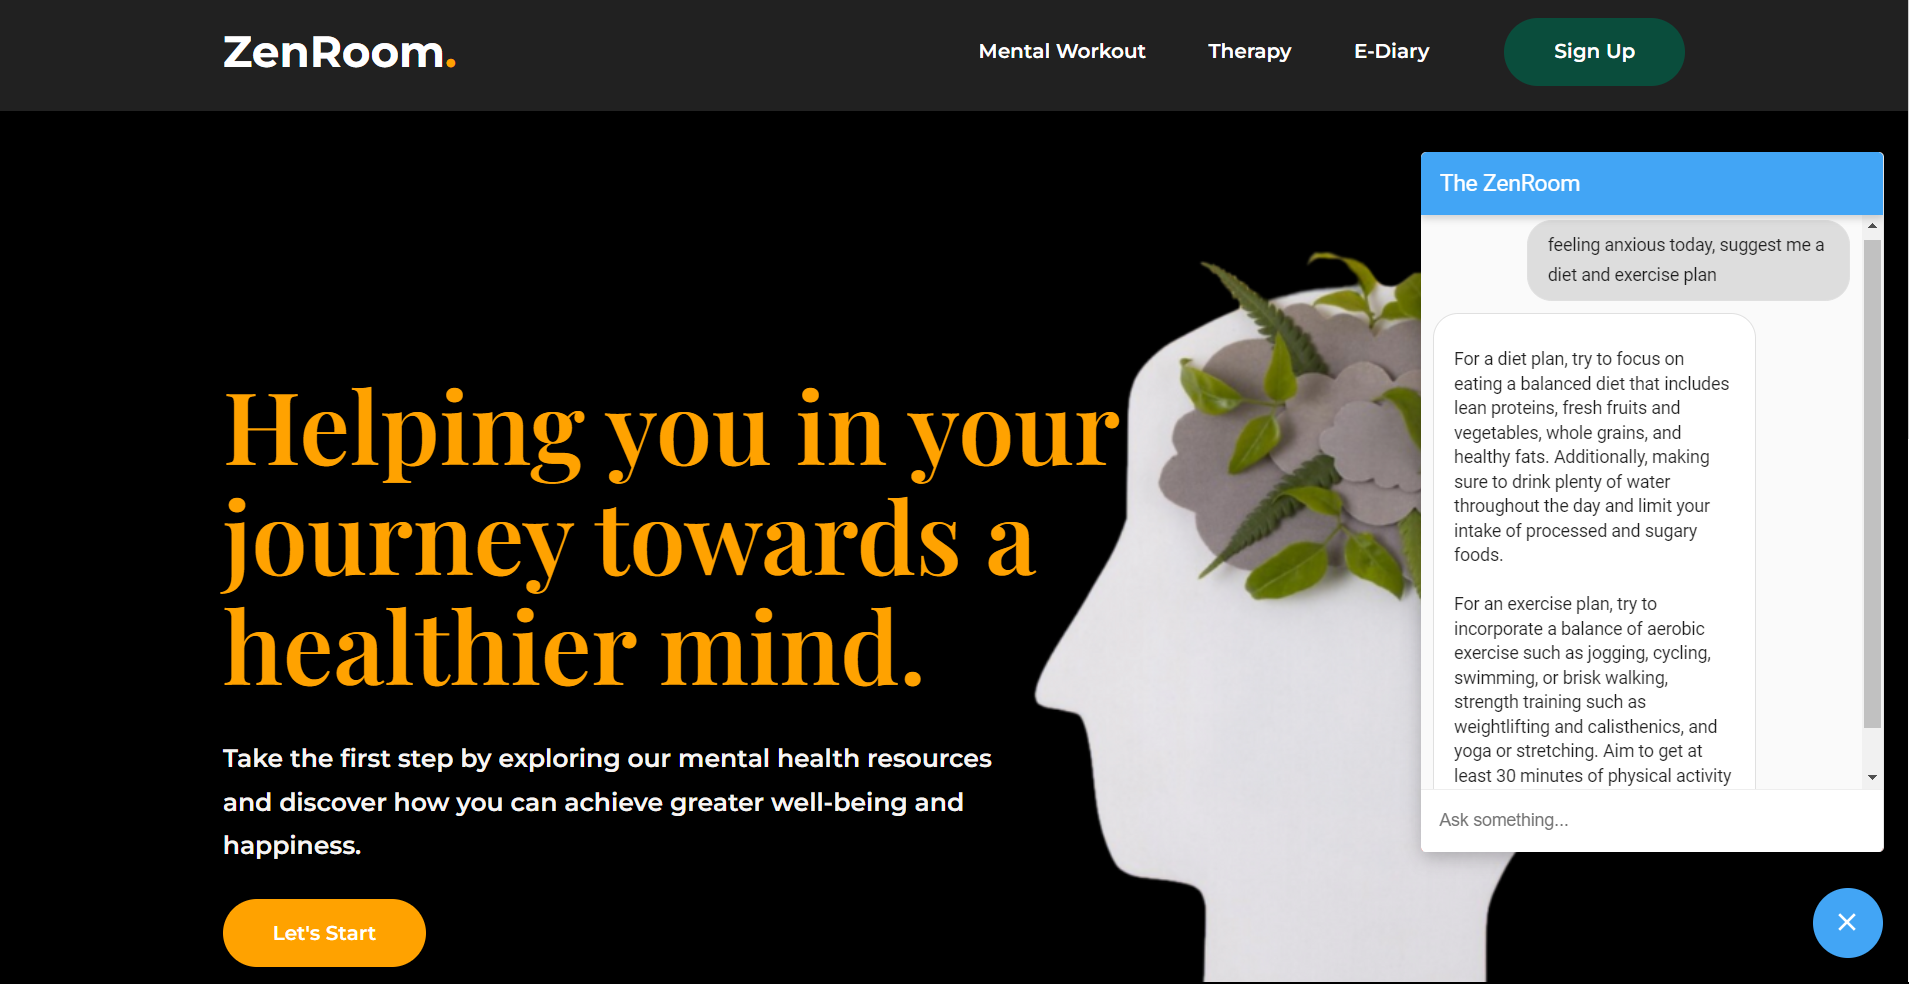 ZenRoom.
Mental Workout
Therapy
E-Diary
Sign Up
Helping you in your
journey towards a
healthier mind.
Take the first step by exploring our mental health resources
and discover how you can achieve greater well-being and
happiness.
Let's Start
The ZenRoom
feeling anxious today, suggest me a
diet and exercise plan
For a diet plan, try to focus on
eating a balanced diet that includes
lean proteins, fresh fruits and
vegetables, whole grains, and
healthy fats. Additionally, making
sure to drink plenty of water
throughout the day and limit your
intake of processed and sugary
foods.
For an exercise plan, try to
incorporate a balance of aerobic
exercise such as jogging, cycling,
swimming, or brisk walking,
strength training such as
weightlifting and calisthenics, and
yoga or stretching. Aim to get at
least 30 minutes of physical activity
Ask something...